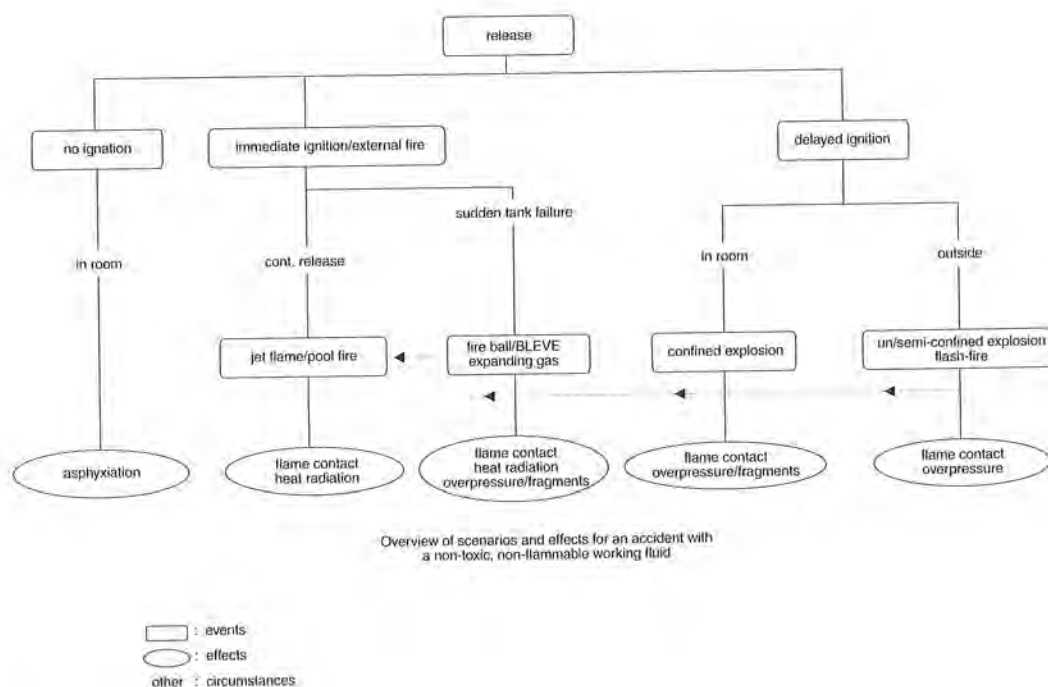 release
no ignation
immediate ignition/external fire
delayed ignition
sudden tank failure
in room
cont. release
in room
outside
jet flame/pool fire
fire ball/BLEVE
expanding gas
confined explosion
un/semi-confined explosion
flash-fire
asphyxiation
flame contact
heat radiation
flame contact
heat radiation
overpressure/fragments
flame contact
overpressure/fragments
flame contact
overpressure
Overview of scenarios and effects for an accident with
a non-toxic, non-flammable working fluid
: events
: effects
other : circumstances